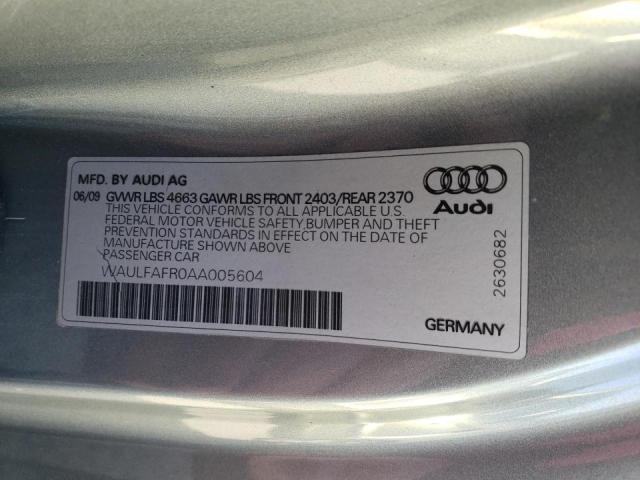 MFD. BY AUDI AG
06/09 GVWR LBS 4663 GAWR LBS FRONT 2403/REAR 2370
THIS VEHICLE CONFORMS TO ALL APPLICABLE U.S.
FEDERAL MOTOR VEHICLE SAFETY,BUMPER AND THEFT
PREVENTION STANDARDS IN EFFECT ON THE DATE OF
MANUFACTURE SHOWN ABOVE
PASSENGER CAR
WAULFAFR0AA005604
Audi
2630682
GERMANY